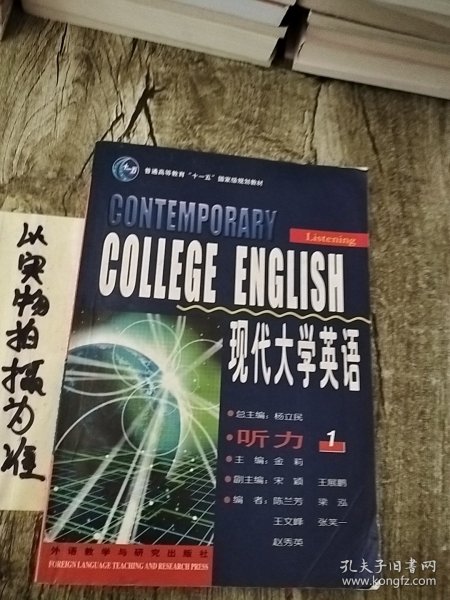 普通高等教育“十一五”国家级规划教材
CONTEMPORARY
Listening
COLLEGE ENGLISH
现代大学英语
总主编：杨立民
听力 1
主编：金莉
副主编：宋颖 王展鹏
编者：陈兰芳 梁泓
王文峰 张笑一
赵秀英
外语教学与研究出版社
FOREIGN LANGUAGE TEACHING AND RESEARCH PRESS
以实物拍摄为准
孔夫子旧书网
www.kongfz.com